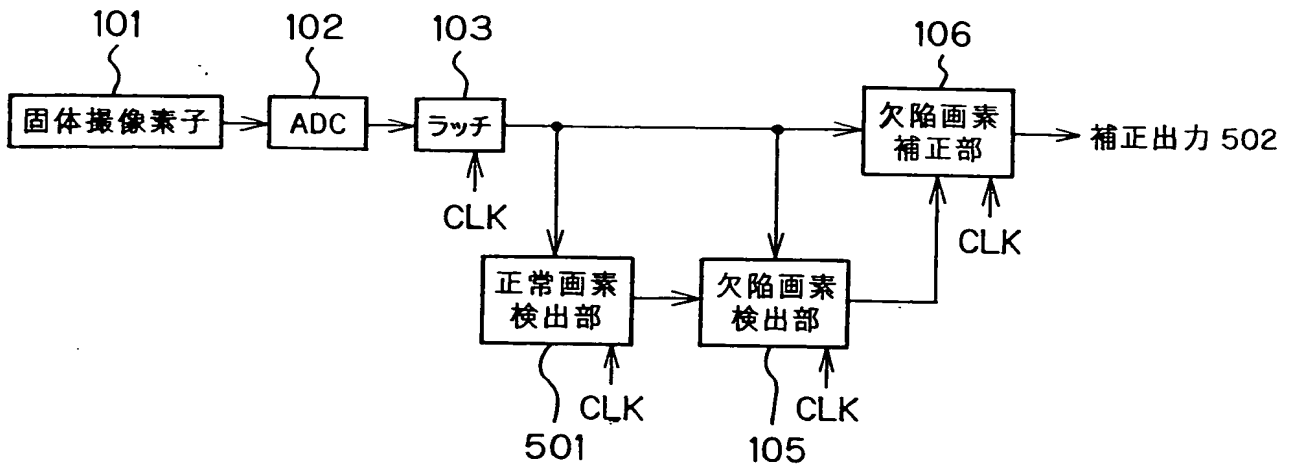 101
102
103
106
固体撮像素子
ADC
ラッチ
欠陥画素
補正部
補正出力 502
CLK
CLK
正常画素
検出部
欠陥画素
検出部
CLK
CLK
501
105